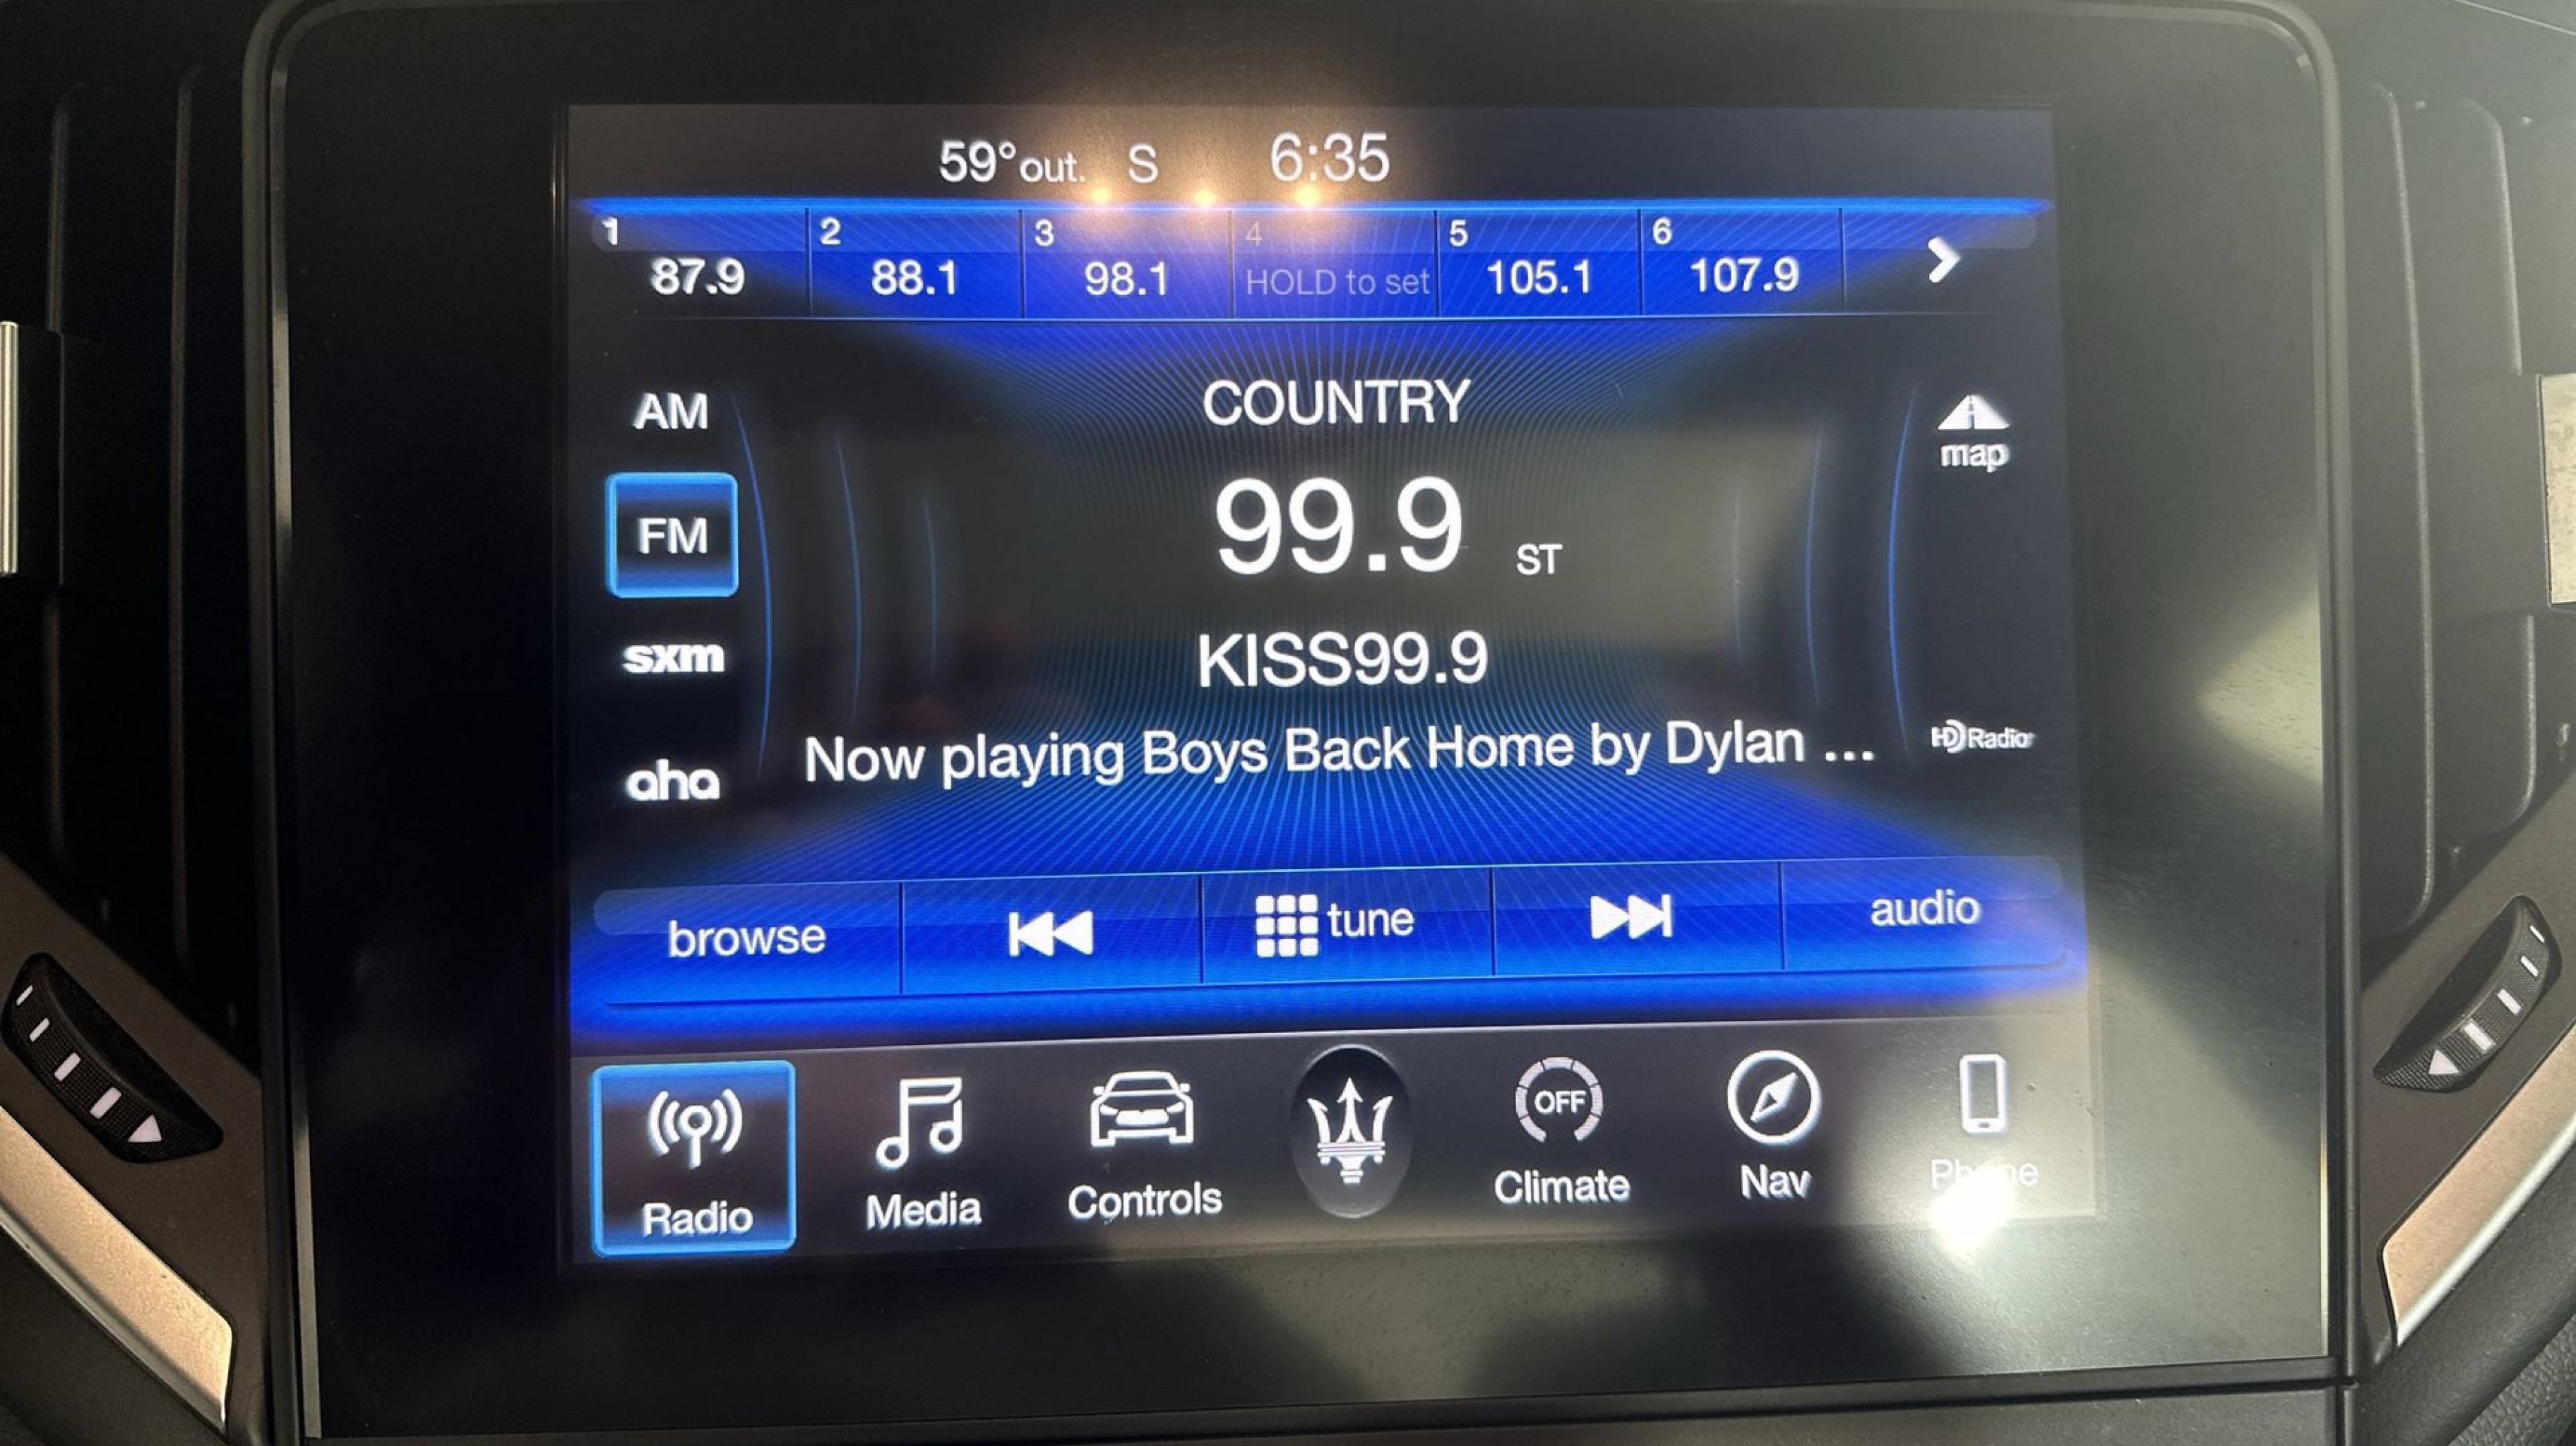 59°out. S 6:35
1 2 3 4 5 6
87.9 88.1 98.1 HOLD to set 105.1 107.9
AM
FM
sxm
aha
COUNTRY
99.9 ST
KISS99.9
Now playing Boys Back Home by Dylan ...
map
HD Radio
browse tune audio
Radio Media Controls OFF Climate Nav Phone